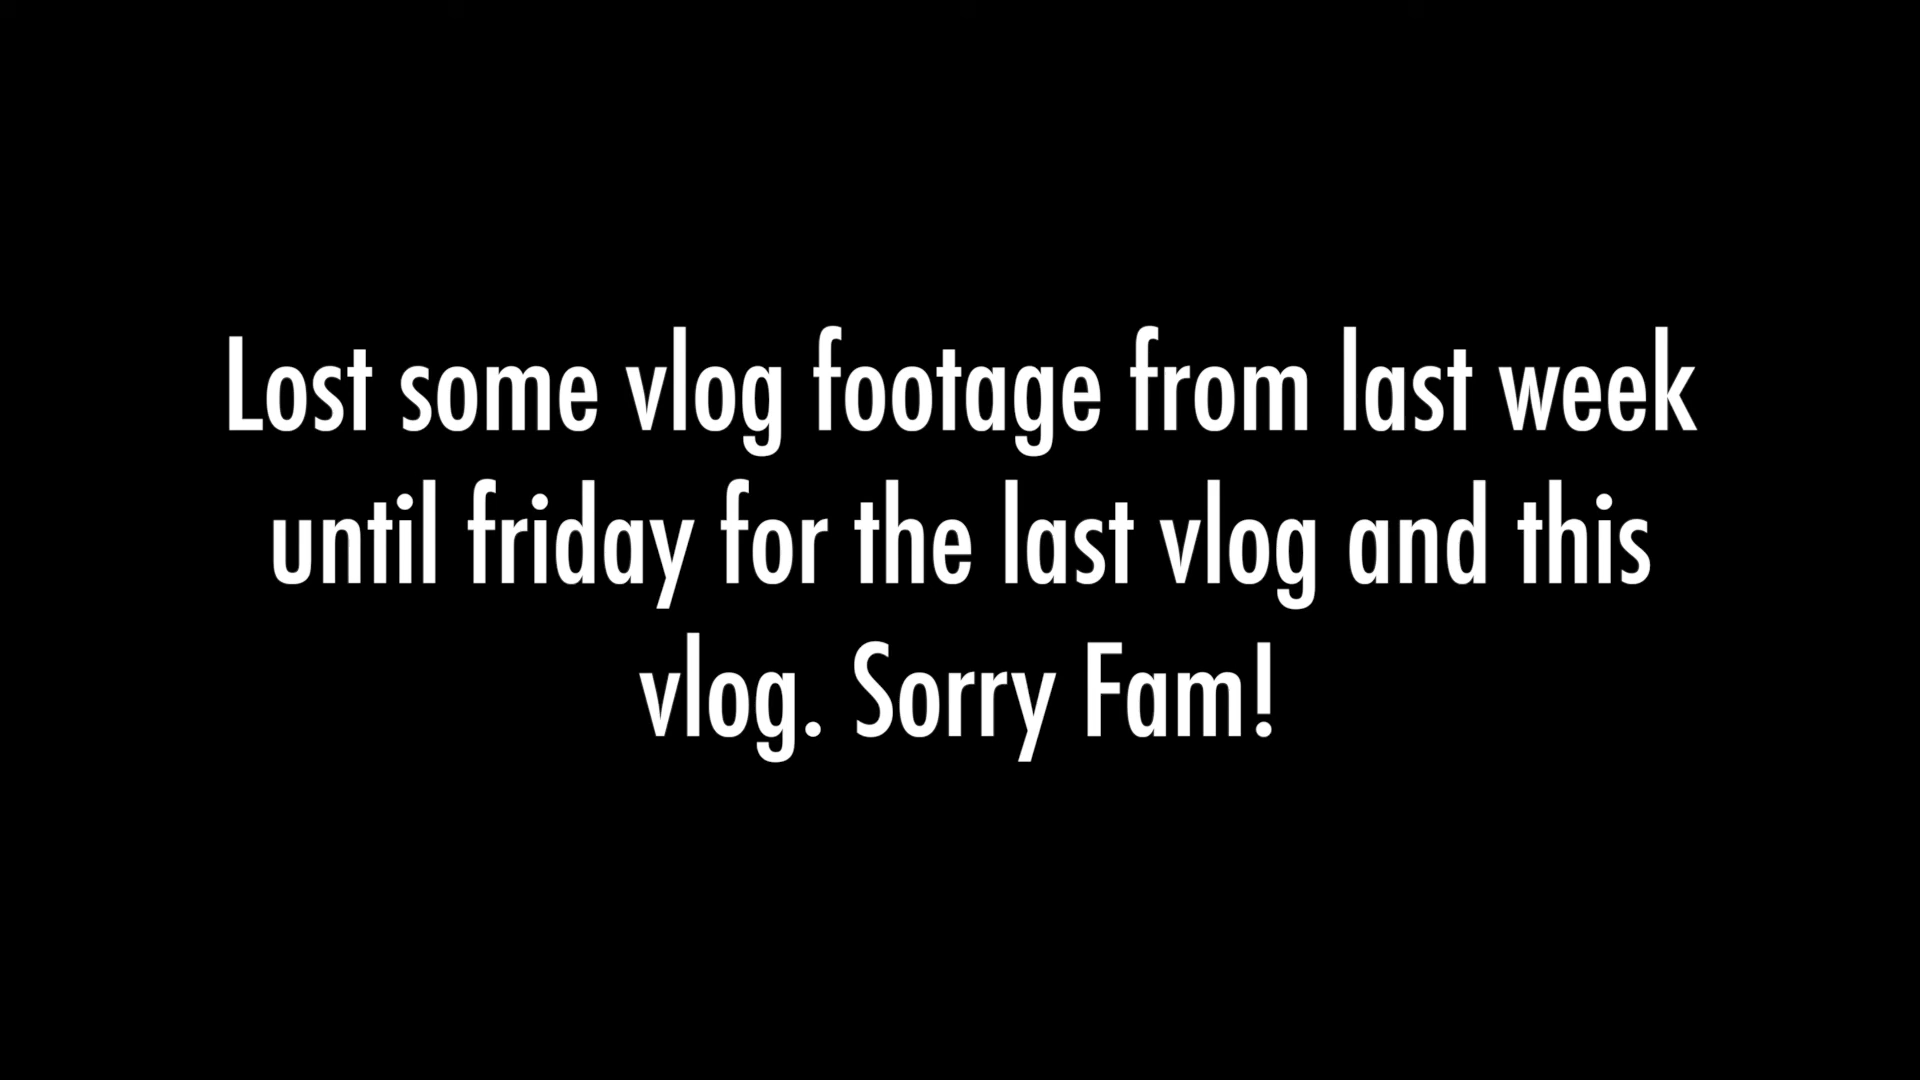 Lost some vlog footage from last week
until friday for the last vlog and this
vlog. Sorry Fam!